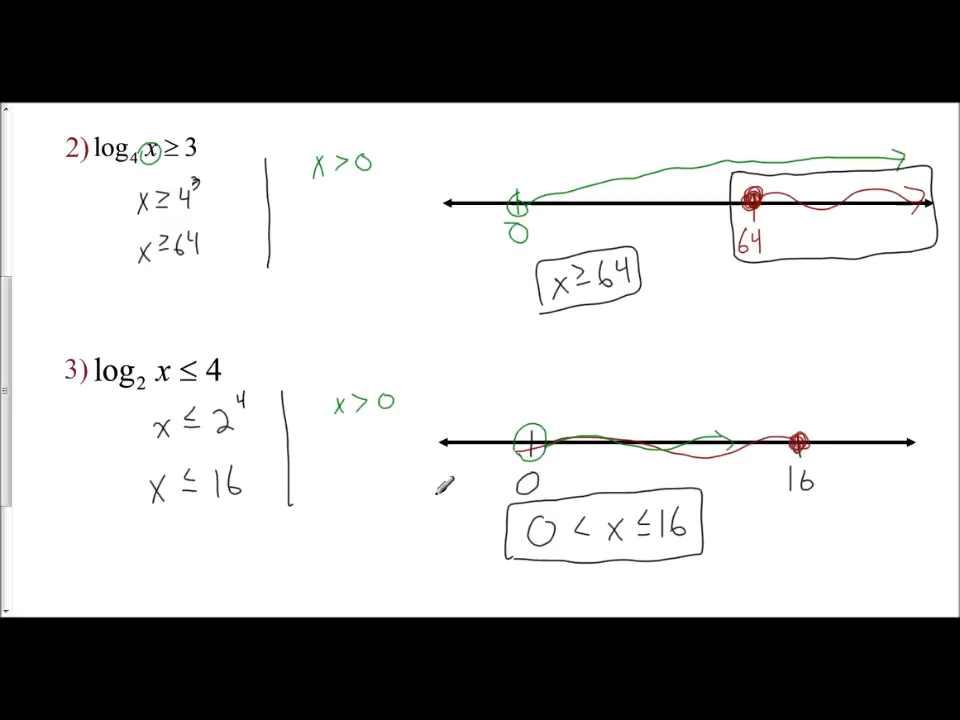 2) log₄ x ≥ 3
x > 0
x ≥ 4³
x ≥ 64
0
64
x ≥ 64
3) log₂ x ≤ 4
x > 0
x ≤ 2⁴
x ≤ 16
0
16
0 < x ≤ 16